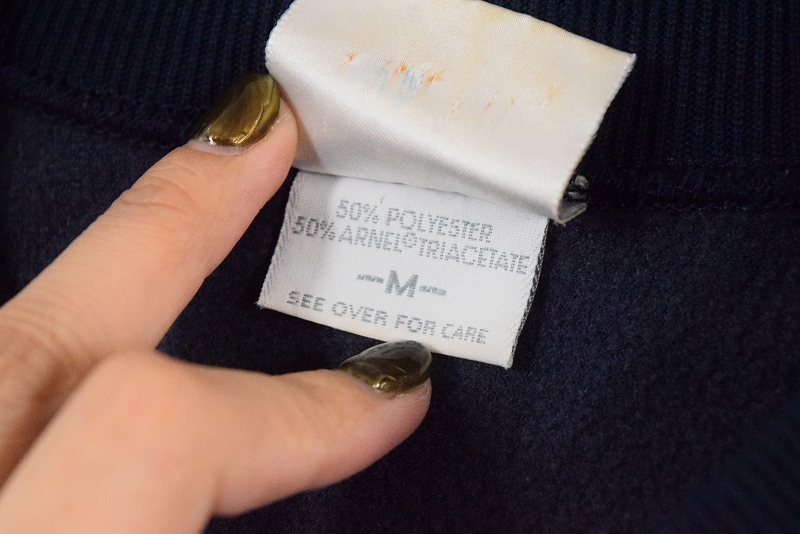 50% POLYESTER
50% ARNEL® TRIACETATE
—M—
SEE OVER FOR CARE